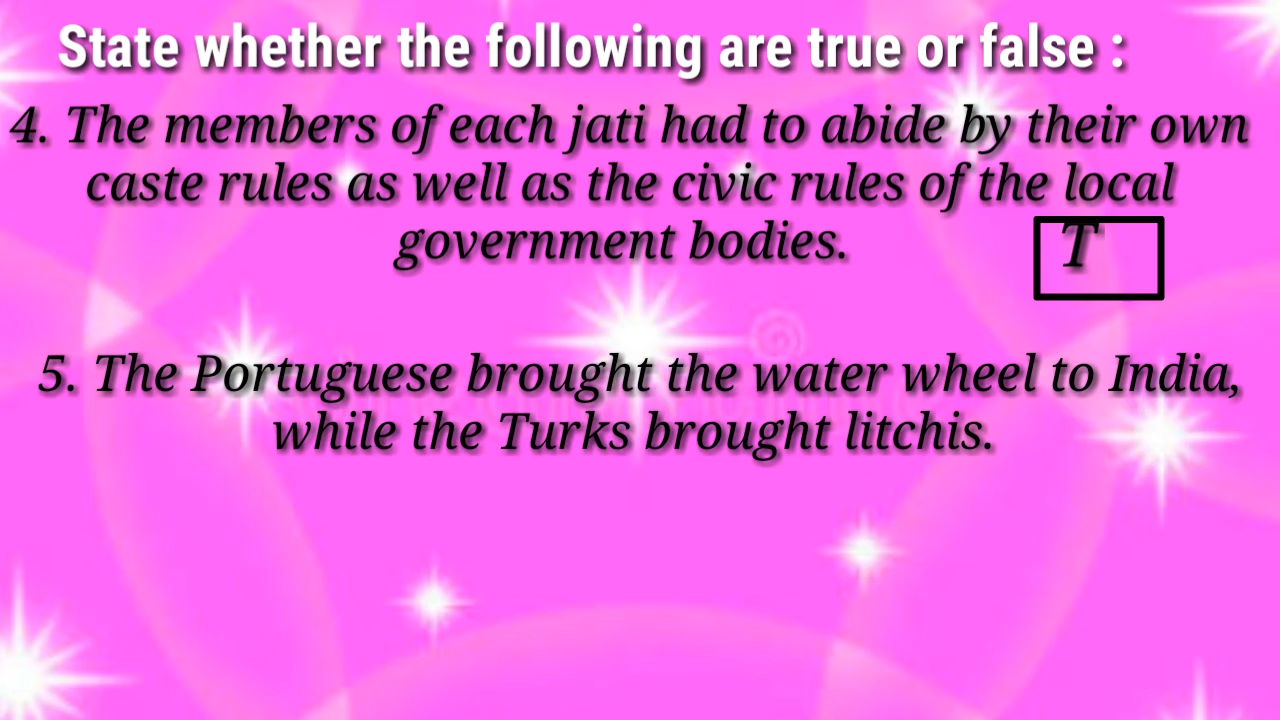 State whether the following are true or false :
4. The members of each jati had to abide by their own
caste rules as well as the civic rules of the local
government bodies.
T
5. The Portuguese brought the water wheel to India,
while the Turks brought litchis.